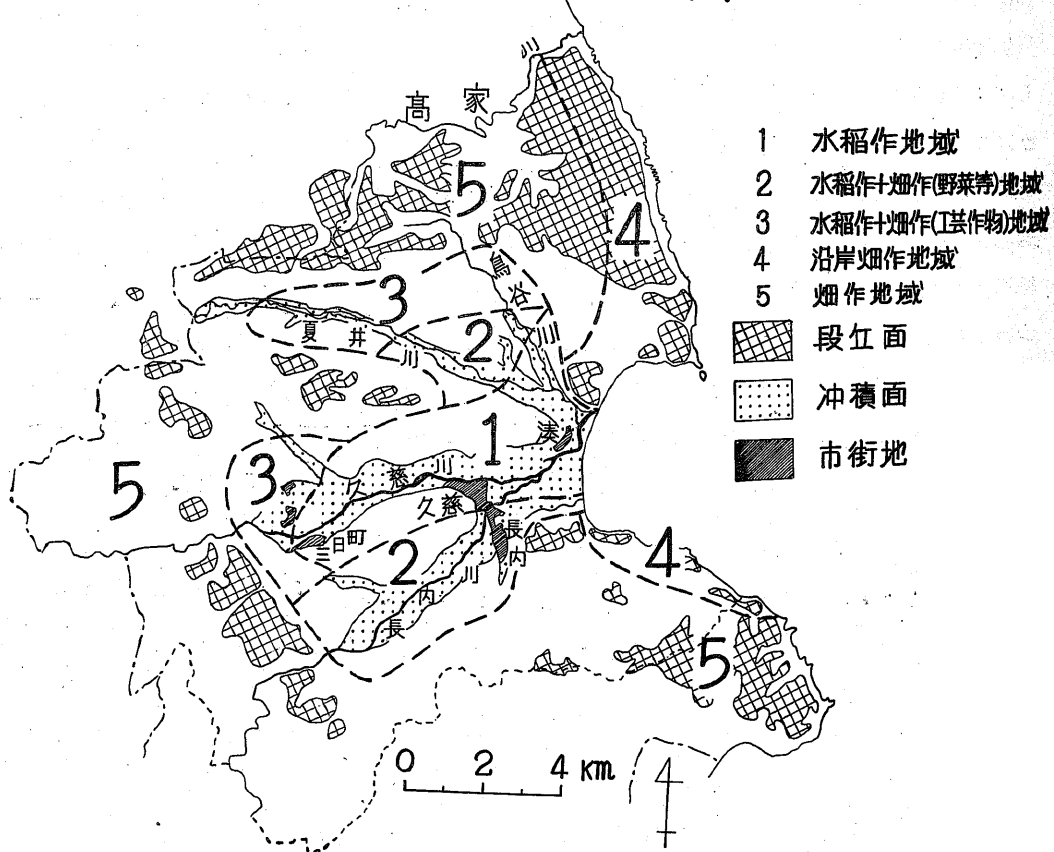 髙家川
5
4
3
鳥谷川
夏井川
2
1
湊
5
3
久慈川
久慈
三日町
長内
2
長内川
4
5
1 水稲作地域
2 水稲作+畑作(野菜等)地域
3 水稲作+畑作(工芸作物)地域
4 沿岸畑作地域
5 畑作地域
段丘面
冲積面
市街地
0 2 4 Km